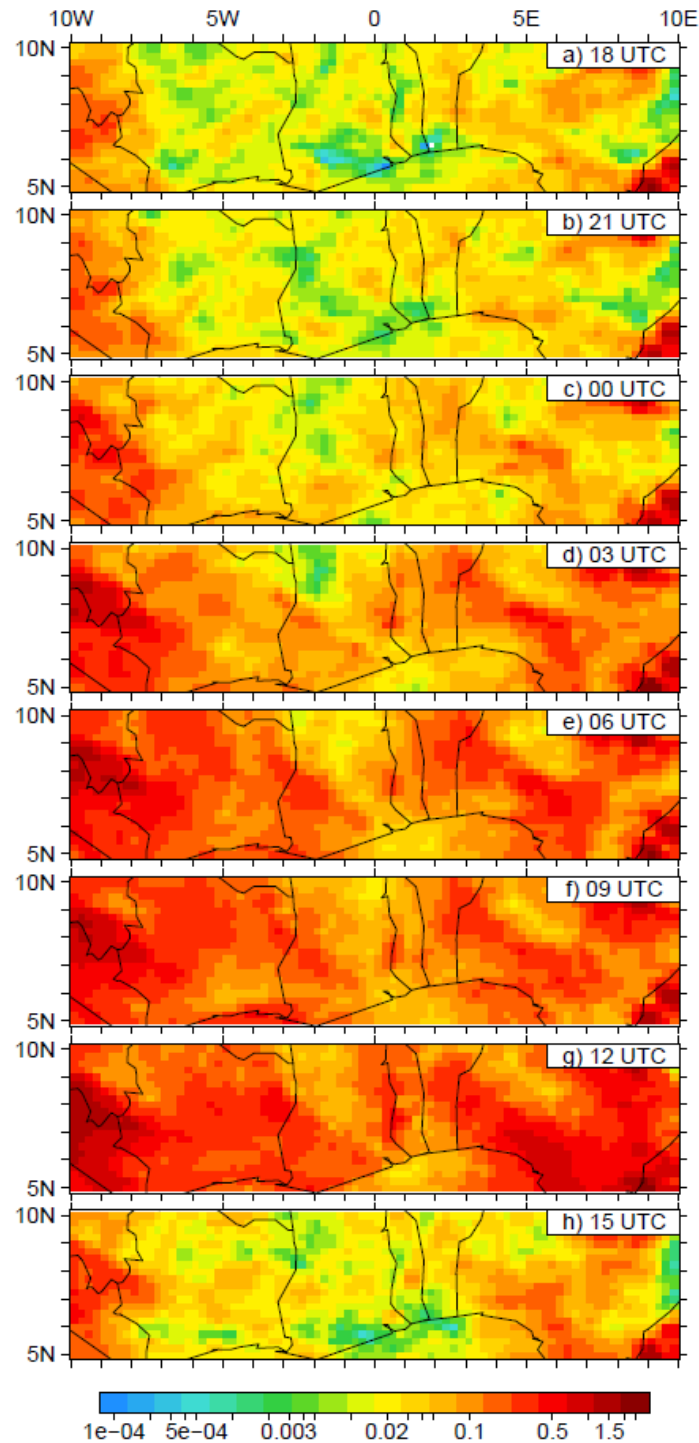 10W 5W 0 5E 10E
10N
a) 18 UTC
5N
10N
b) 21 UTC
5N
10N
c) 00 UTC
5N
10N
d) 03 UTC
5N
10N
e) 06 UTC
5N
10N
f) 09 UTC
5N
10N
g) 12 UTC
5N
10N
h) 15 UTC
5N
1e−04 5e−04 0.003 0.02 0.1 0.5 1.5